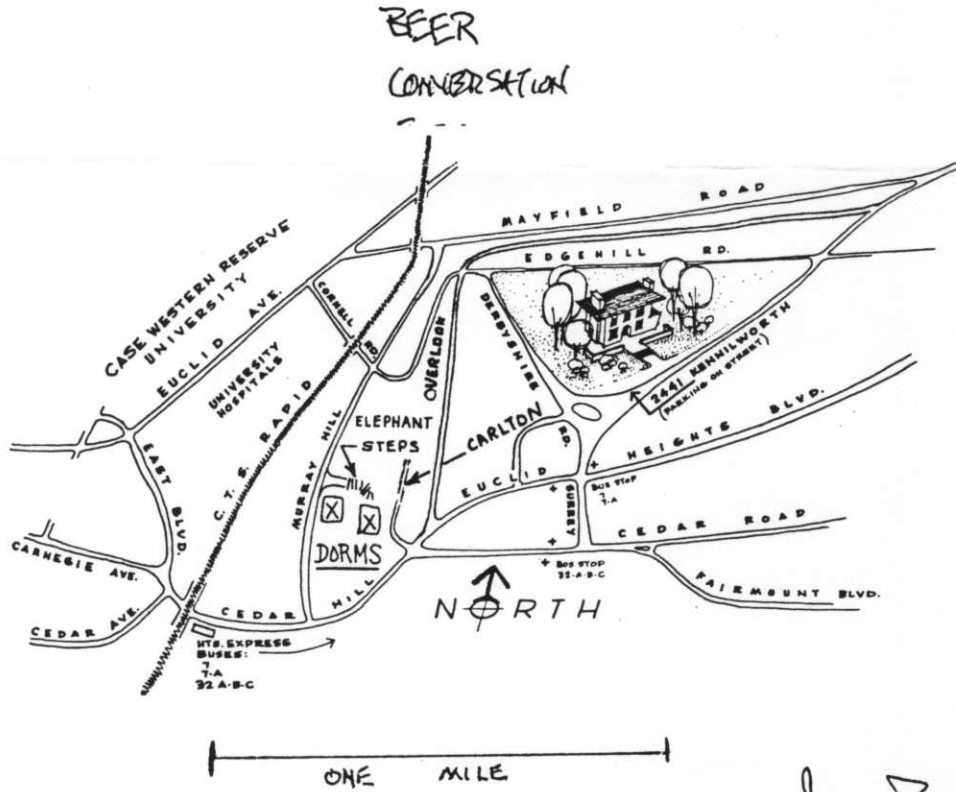 BEER
CONVERSATION
MAYFIELD ROAD
EDGEHILL RD.
CASE WESTERN RESERVE
UNIVERSITY
EUCLID AVE.
CORNELL RD.
UNIVERSITY
HOSPITALS
C.T.S. RAPID
OVERLOOK
DERBYSHIRE RD.
2441 KENNILWORTH
(PARKING ON STREET)
ELEPHANT
STEPS
CARLTON
MURRAY HILL
EAST BLVD.
EUCLID HEIGHTS BLVD.
BUS STOP
7
7-A
SURREY
CEDAR ROAD
DORMS
CARNEGIE AVE.
BUS STOP
32-A-B-C
FAIRMOUNT BLVD.
NORTH
CEDAR AVE.
CEDAR HILL
HTS. EXPRESS
BUSES:
7
7-A
32 A-B-C
ONE MILE